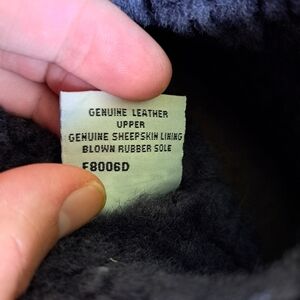 GENUINE LEATHER
UPPER
GENUINE SHEEPSKIN LINING
BLOWN RUBBER SOLE
F8006D